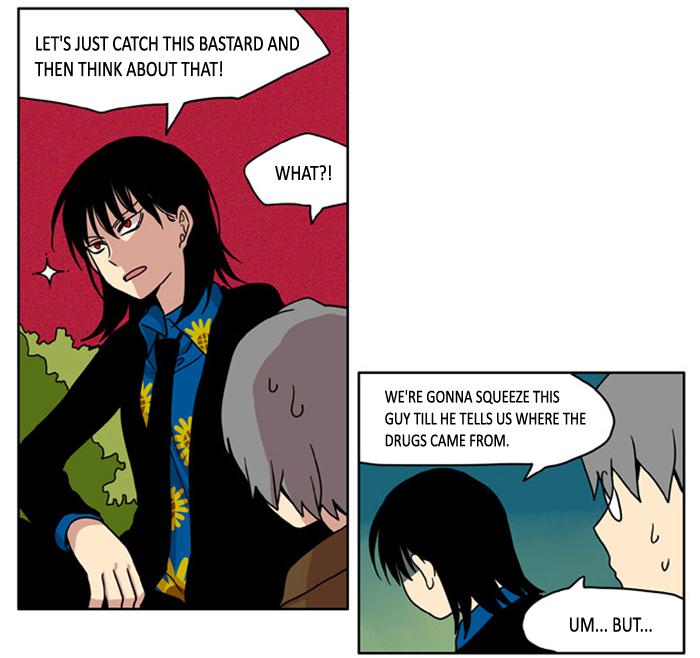 LET'S JUST CATCH THIS BASTARD AND
THEN THINK ABOUT THAT!
WHAT?!
WE'RE GONNA SQUEEZE THIS
GUY TILL HE TELLS US WHERE THE
DRUGS CAME FROM.
UM... BUT...